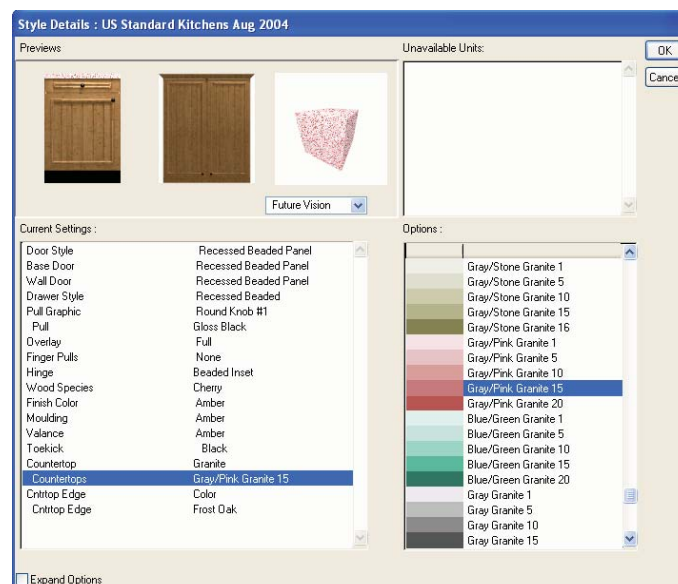 Style Details : US Standard Kitchens Aug 2004
Previews
Unavailable Units:
OK
Cance
Future Vision
Current Settings :
Door Style Recessed Beaded Panel
Base Door Recessed Beaded Panel
Wall Door Recessed Beaded Panel
Drawer Style Recessed Beaded
Pull Graphic Round Knob #1
Pull Gloss Black
Overlay Full
Finger Pulls None
Hinge Beaded Inset
Wood Species Cherry
Finish Color Amber
Moulding Amber
Valance Amber
Toekick Black
Countertop Granite
Countertops Gray/Pink Granite 15
Cntrtop Edge Color
Cntrtop Edge Frost Oak
Options :
Gray/Stone Granite 1
Gray/Stone Granite 5
Gray/Stone Granite 10
Gray/Stone Granite 15
Gray/Stone Granite 16
Gray/Pink Granite 1
Gray/Pink Granite 5
Gray/Pink Granite 10
Gray/Pink Granite 15
Gray/Pink Granite 20
Blue/Green Granite 1
Blue/Green Granite 5
Blue/Green Granite 10
Blue/Green Granite 15
Blue/Green Granite 20
Gray Granite 1
Gray Granite 5
Gray Granite 10
Gray Granite 15
Expand Options